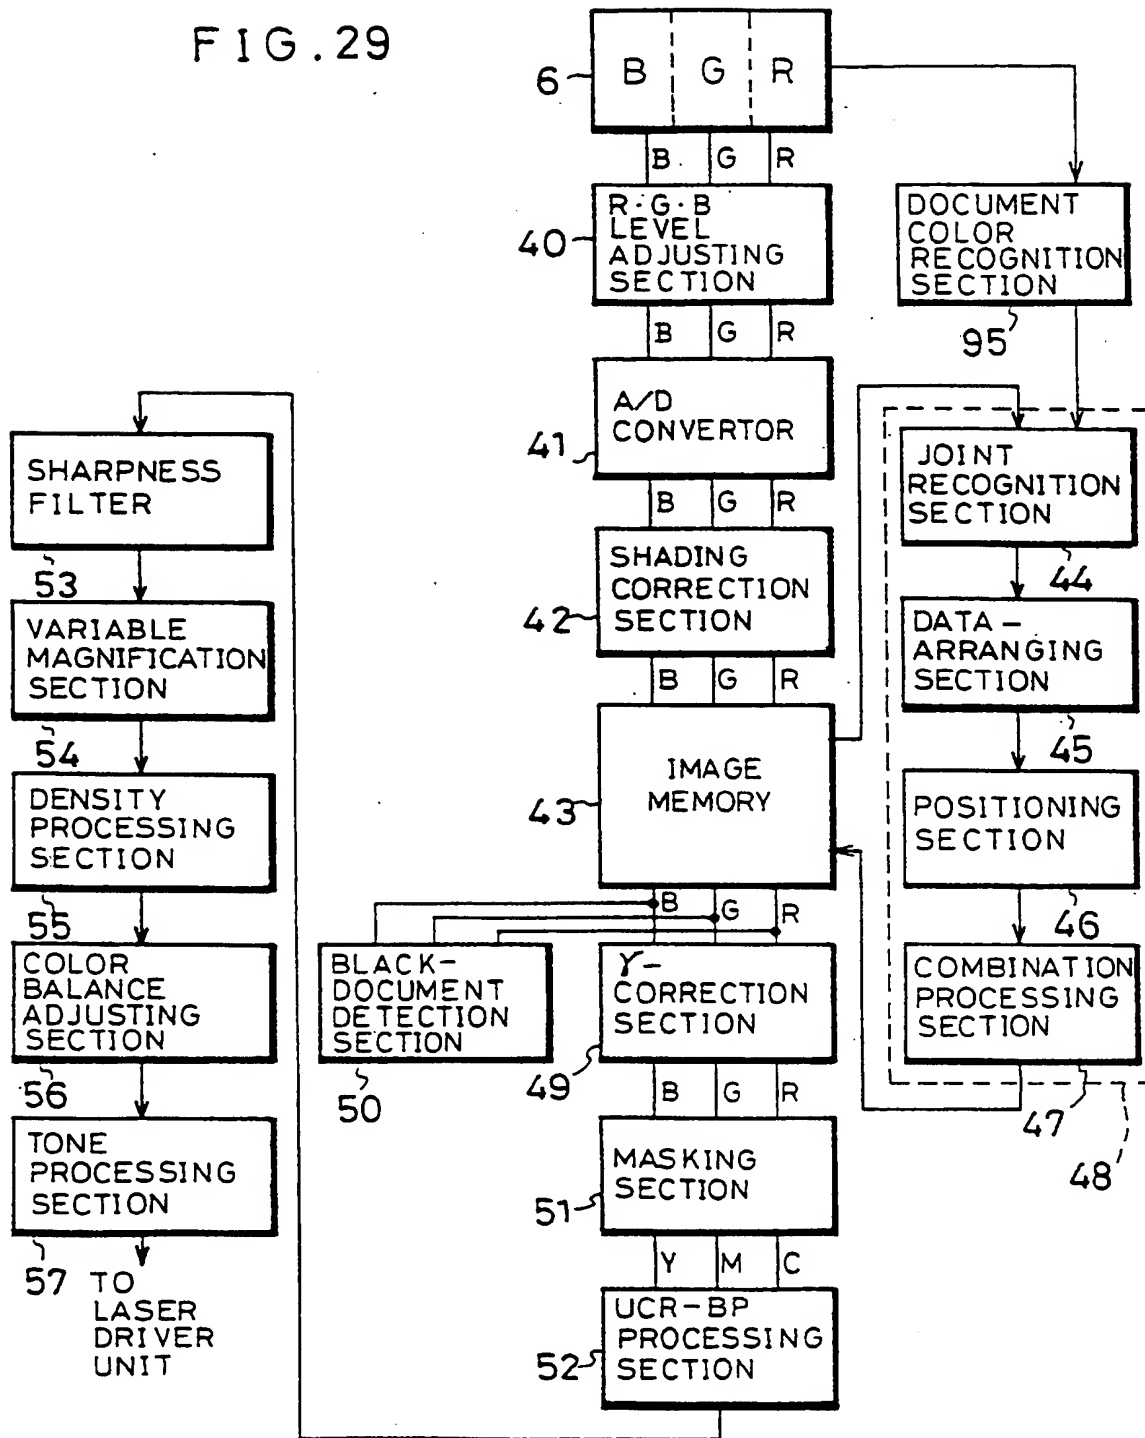 FIG.29
6
B G R
B G R
40
R·G·B
LEVEL
ADJUSTING
SECTION
DOCUMENT
COLOR
RECOGNITION
SECTION
95
B G R
41
A/D
CONVERTOR
B G R
42
SHADING
CORRECTION
SECTION
B G R
43
IMAGE
MEMORY
JOINT
RECOGNITION
SECTION
44
DATA-
ARRANGING
SECTION
45
POSITIONING
SECTION
46
COMBINATION
PROCESSING
SECTION
47
48
B G R
BLACK-
DOCUMENT
DETECTION
SECTION
50
γ-
CORRECTION
SECTION
49
B G R
MASKING
SECTION
51
Y M C
UCR-BP
PROCESSING
SECTION
52
SHARPNESS
FILTER
53
VARIABLE
MAGNIFICATION
SECTION
54
DENSITY
PROCESSING
SECTION
55
COLOR
BALANCE
ADJUSTING
SECTION
56
TONE
PROCESSING
SECTION
57
TO
LASER
DRIVER
UNIT